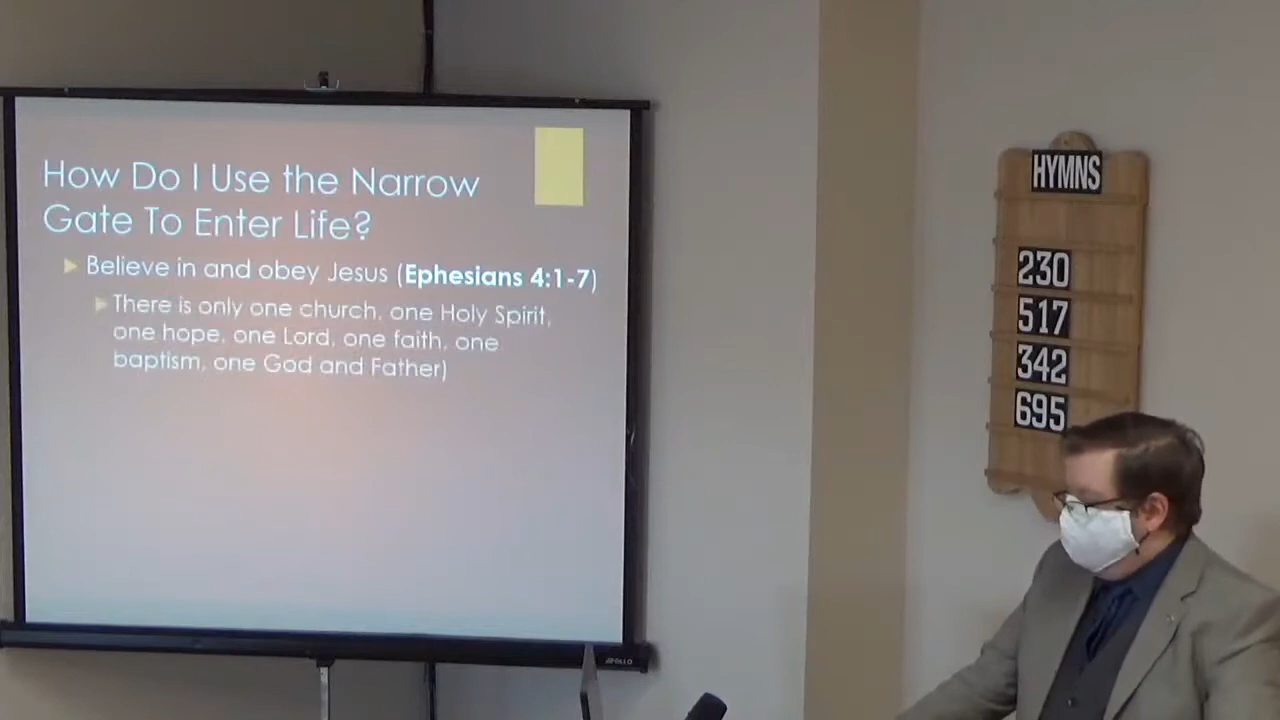 How Do I Use the Narrow
Gate To Enter Life?
Believe in and obey Jesus (Ephesians 4:1-7)
There is only one church, one Holy Spirit,
one hope, one Lord, one faith, one
baptism, one God and Father)
APOLLO
HYMNS
230
517
342
695